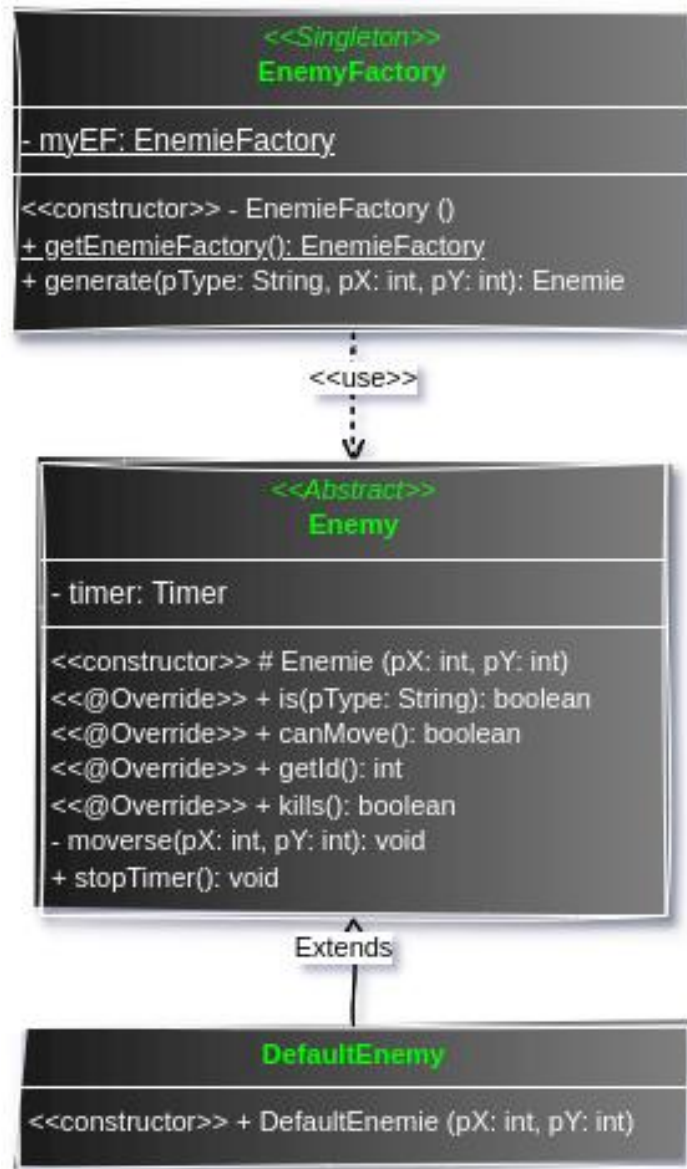 <<Singleton>>
EnemyFactory
- myEF: EnemieFactory
<<constructor>> - EnemieFactory ()
+ getEnemieFactory(): EnemieFactory
+ generate(pType: String, pX: int, pY: int): Enemie
<<use>>
<<Abstract>>
Enemy
- timer: Timer
<<constructor>> # Enemie (pX: int, pY: int)
<<@Override>> + is(pType: String): boolean
<<@Override>> + canMove(): boolean
<<@Override>> + getId(): int
<<@Override>> + kills(): boolean
- moverse(pX: int, pY: int): void
+ stopTimer(): void
Extends
DefaultEnemy
<<constructor>> + DefaultEnemie (pX: int, pY: int)